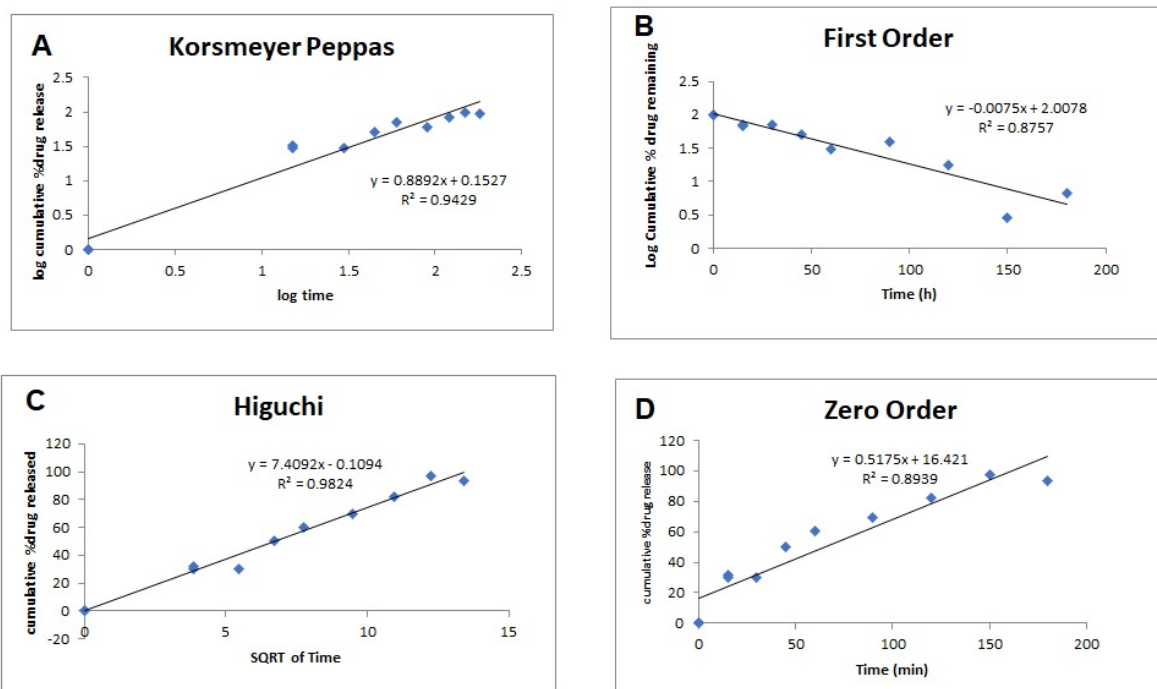 A
Korsmeyer Peppas
log cumulative %drug release
2.5
2
1.5
1
0.5
0
y = 0.8892x + 0.1527
R² = 0.9429
0 0.5 1 1.5 2 2.5
log time
B
First Order
Log Cumulative % drug remaining
2.5
2
1.5
1
0.5
0
y = -0.0075x + 2.0078
R² = 0.8757
0 50 100 150 200
Time (h)
C
Higuchi
cumulative %drug released
120
100
80
60
40
20
0
-20
y = 7.4092x - 0.1094
R² = 0.9824
0 5 10 15
SQRT of Time
D
Zero Order
cumulative %drug release
120
100
80
60
40
20
0
y = 0.5175x + 16.421
R² = 0.8939
0 50 100 150 200
Time (min)